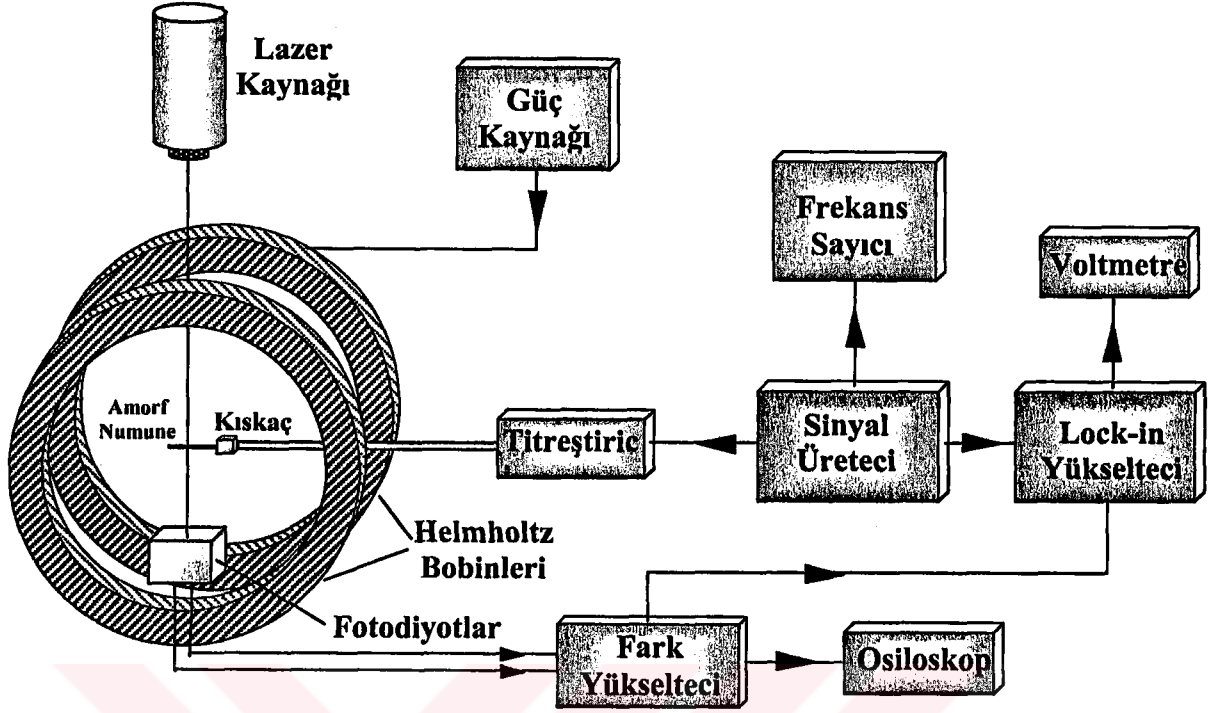 Lazer
Kaynağı
Güç
Kaynağı
Frekans
Sayıcı
Voltmetre
Amorf
Numune
Kıskaç
Titreştiric
Sinyal
Üreteci
Lock-in
Yükselteci
Helmholtz
Bobinleri
Fotodiyotlar
Fark
Yükselteci
Osiloskop